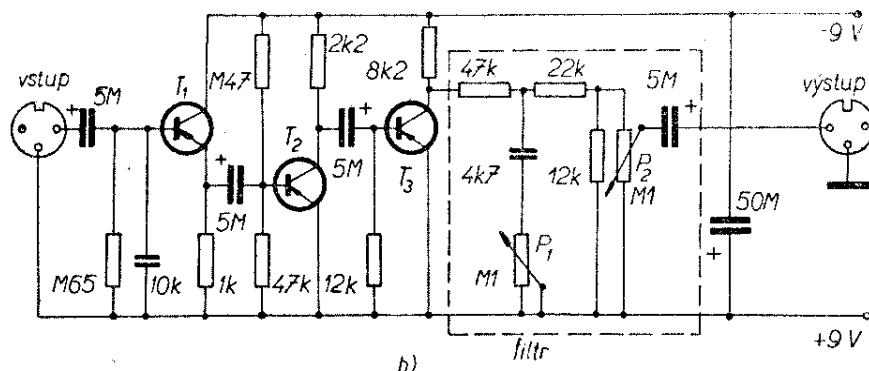 -9 V
vstup
5M
T1
M47
2k2
8k2
47k
22k
5M
výstup
T2
5M
T3
4k7
12k
P2
M1
5M
50M
P1
M1
M65
10k
1k
47k
12k
filtr
+9 V
b)